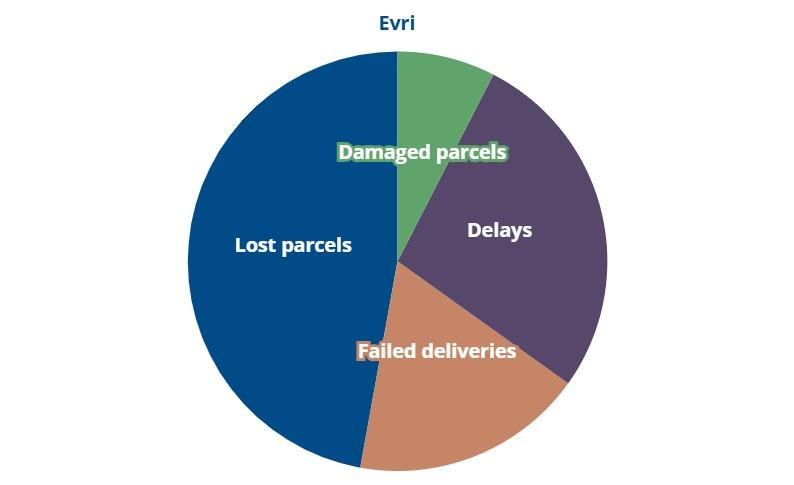 Evri
Damaged parcels
Delays
Lost parcels
Failed deliveries